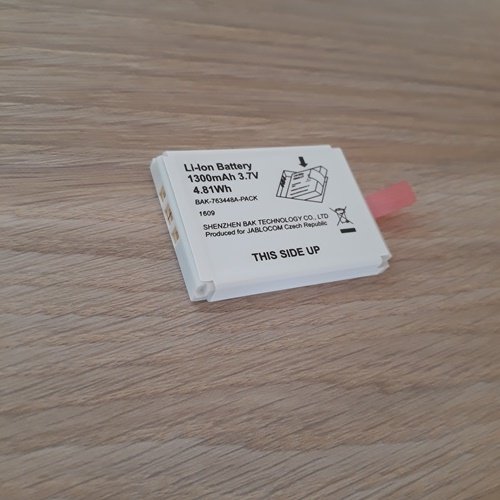 Li-Ion Battery
1300mAh 3.7V
4.81Wh
BAK-763448A-PACK
1609
SHENZHEN BAK TECHNOLOGY CO., LTD
Produced for JABLOCOM Czech Republic
THIS SIDE UP